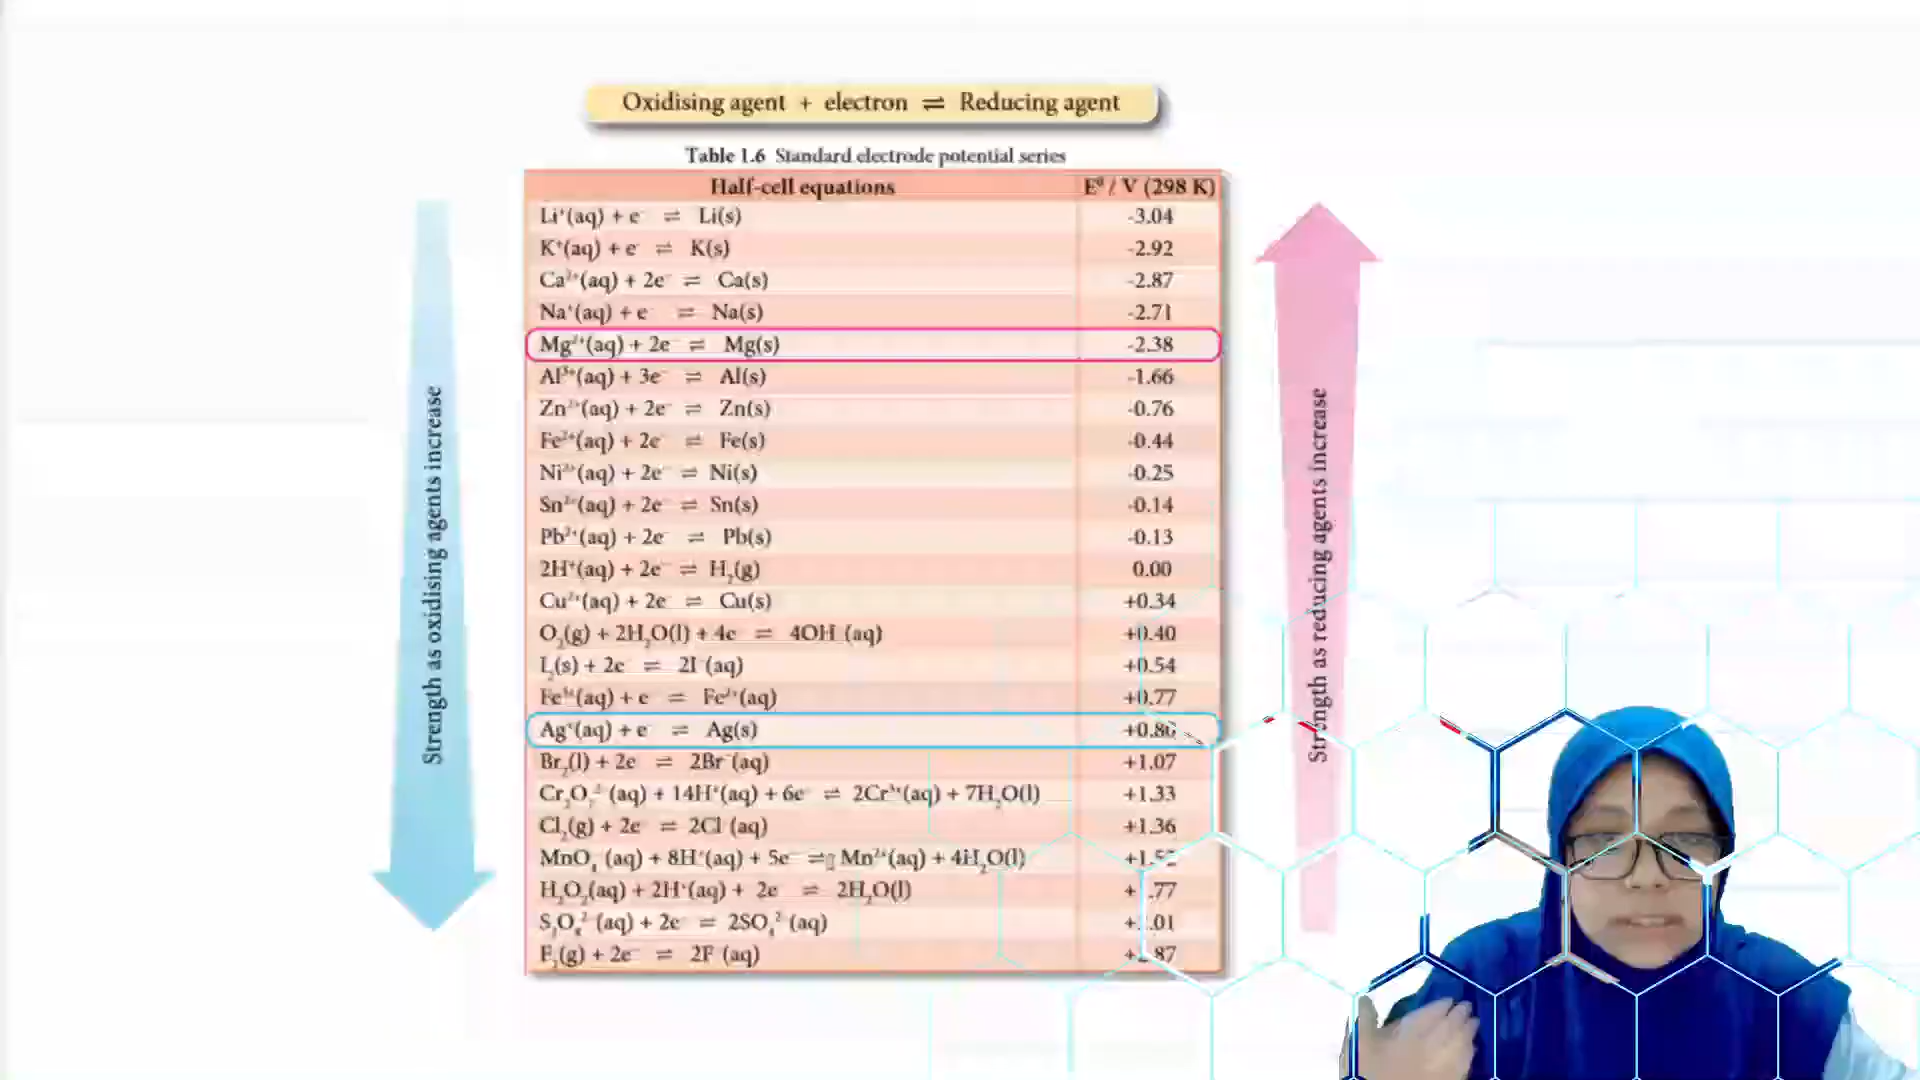 Oxidising agent + electron ⇌ Reducing agent
Table 1.6 Standard electrode potential series
Half-cell equations E⁰ / V (298 K)
Li⁺(aq) + e⁻ ⇌ Li(s) -3.04
K⁺(aq) + e⁻ ⇌ K(s) -2.92
Ca²⁺(aq) + 2e⁻ ⇌ Ca(s) -2.87
Na⁺(aq) + e⁻ ⇌ Na(s) -2.71
Mg²⁺(aq) + 2e⁻ ⇌ Mg(s) -2.38
Al³⁺(aq) + 3e⁻ ⇌ Al(s) -1.66
Zn²⁺(aq) + 2e⁻ ⇌ Zn(s) -0.76
Fe²⁺(aq) + 2e⁻ ⇌ Fe(s) -0.44
Ni²⁺(aq) + 2e⁻ ⇌ Ni(s) -0.25
Sn²⁺(aq) + 2e⁻ ⇌ Sn(s) -0.14
Pb²⁺(aq) + 2e⁻ ⇌ Pb(s) -0.13
2H⁺(aq) + 2e⁻ ⇌ H₂(g) 0.00
Cu²⁺(aq) + 2e⁻ ⇌ Cu(s) +0.34
O₂(g) + 2H₂O(l) + 4e⁻ ⇌ 4OH⁻(aq) +0.40
I₂(s) + 2e⁻ ⇌ 2I⁻(aq) +0.54
Fe³⁺(aq) + e⁻ ⇌ Fe²⁺(aq) +0.77
Ag⁺(aq) + e⁻ ⇌ Ag(s) +0.80
Br₂(l) + 2e⁻ ⇌ 2Br⁻(aq) +1.07
Cr₂O₇²⁻(aq) + 14H⁺(aq) + 6e⁻ ⇌ 2Cr³⁺(aq) + 7H₂O(l) +1.33
Cl₂(g) + 2e⁻ ⇌ 2Cl⁻(aq) +1.36
MnO₄⁻(aq) + 8H⁺(aq) + 5e⁻ ⇌ Mn²⁺(aq) + 4H₂O(l)
H₂O₂(aq) + 2H⁺(aq) + 2e⁻ ⇌ 2H₂O(l)
S₂O₈²⁻(aq) + 2e⁻ ⇌ 2SO₄²⁻(aq)
F₂(g) + 2e⁻ ⇌ 2F⁻(aq)
Strength as oxidising agents increase
Strength as reducing agents increase